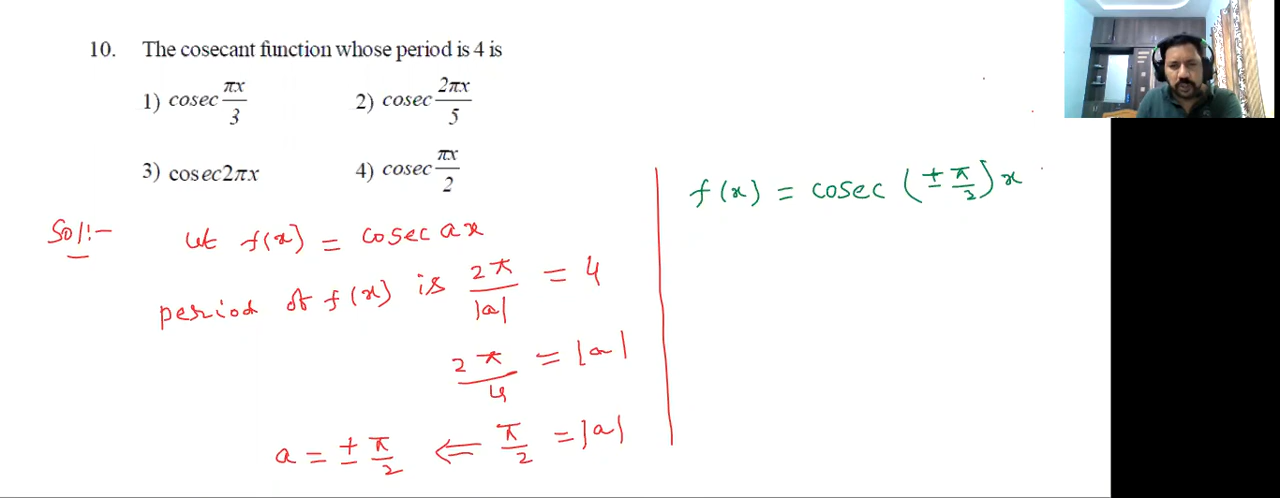 10. The cosecant function whose period is 4 is
1) cosec πx/3 2) cosec 2πx/5
3) cosec2πx 4) cosec πx/2
Sol:- let f(x) = cosec ax
period of f(x) is 2π/|a| = 4
2π/4 = |a|
a = ± π/2 ⇐ π/2 = |a|
f(x) = cosec (± π/2) x